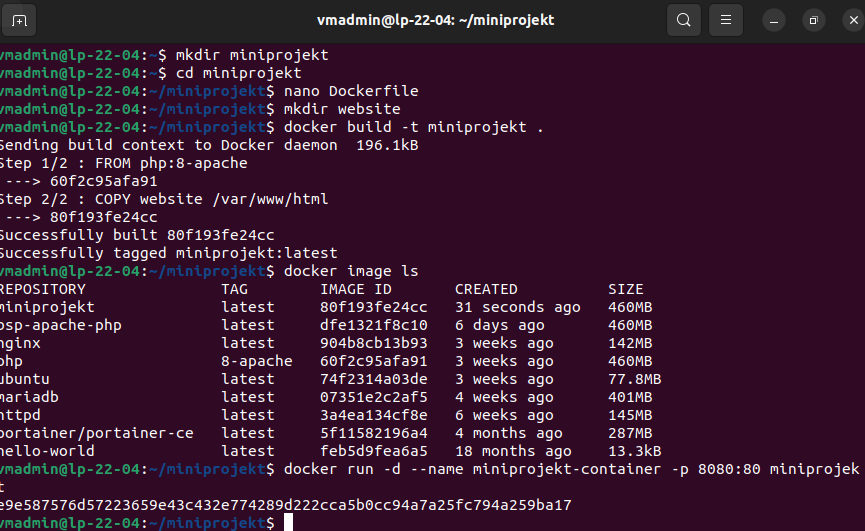 vmadmin@lp-22-04: ~/miniprojekt
vmadmin@lp-22-04:~$ mkdir miniprojekt
vmadmin@lp-22-04:~$ cd miniprojekt
vmadmin@lp-22-04:~/miniprojekt$ nano Dockerfile
vmadmin@lp-22-04:~/miniprojekt$ mkdir website
vmadmin@lp-22-04:~/miniprojekt$ docker build -t miniprojekt .
Sending build context to Docker daemon  196.1kB
Step 1/2 : FROM php:8-apache
---> 60f2c95afa91
Step 2/2 : COPY website /var/www/html
---> 80f193fe24cc
Successfully built 80f193fe24cc
Successfully tagged miniprojekt:latest
vmadmin@lp-22-04:~/miniprojekt$ docker image ls
REPOSITORY TAG IMAGE ID CREATED SIZE
miniprojekt latest 80f193fe24cc 31 seconds ago 460MB
osp-apache-php latest dfe1321f8c10 6 days ago 460MB
nginx latest 904b8cb13b93 3 weeks ago 142MB
php 8-apache 60f2c95afa91 3 weeks ago 460MB
ubuntu latest 74f2314a03de 3 weeks ago 77.8MB
mariadb latest 07351e2c2af5 4 weeks ago 401MB
httpd latest 3a4ea134cf8e 6 weeks ago 145MB
portainer/portainer-ce latest 5f11582196a4 4 months ago 287MB
hello-world latest feb5d9fea6a5 18 months ago 13.3kB
vmadmin@lp-22-04:~/miniprojekt$ docker run -d --name miniprojekt-container -p 8080:80 miniprojek
t
e9e587576d57223659e43c432e774289d222cca5b0cc94a7a25fc794a259ba17
vmadmin@lp-22-04:~/miniprojekt$